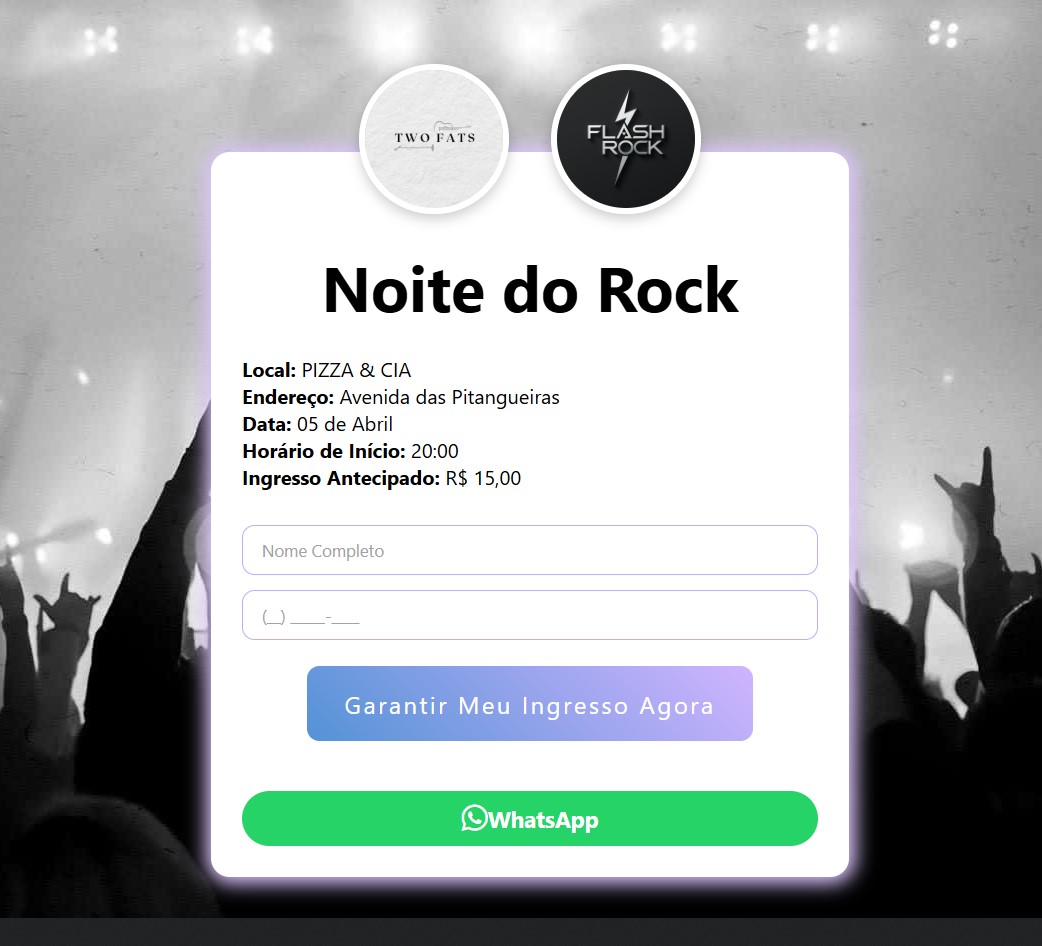 TWO FATS
FLASH
ROCK
Noite do Rock
Local: PIZZA & CIA
Endereço: Avenida das Pitangueiras
Data: 05 de Abril
Horário de Início: 20:00
Ingresso Antecipado: R$ 15,00
Nome Completo
(__) _____-____
Garantir Meu Ingresso Agora
WhatsApp